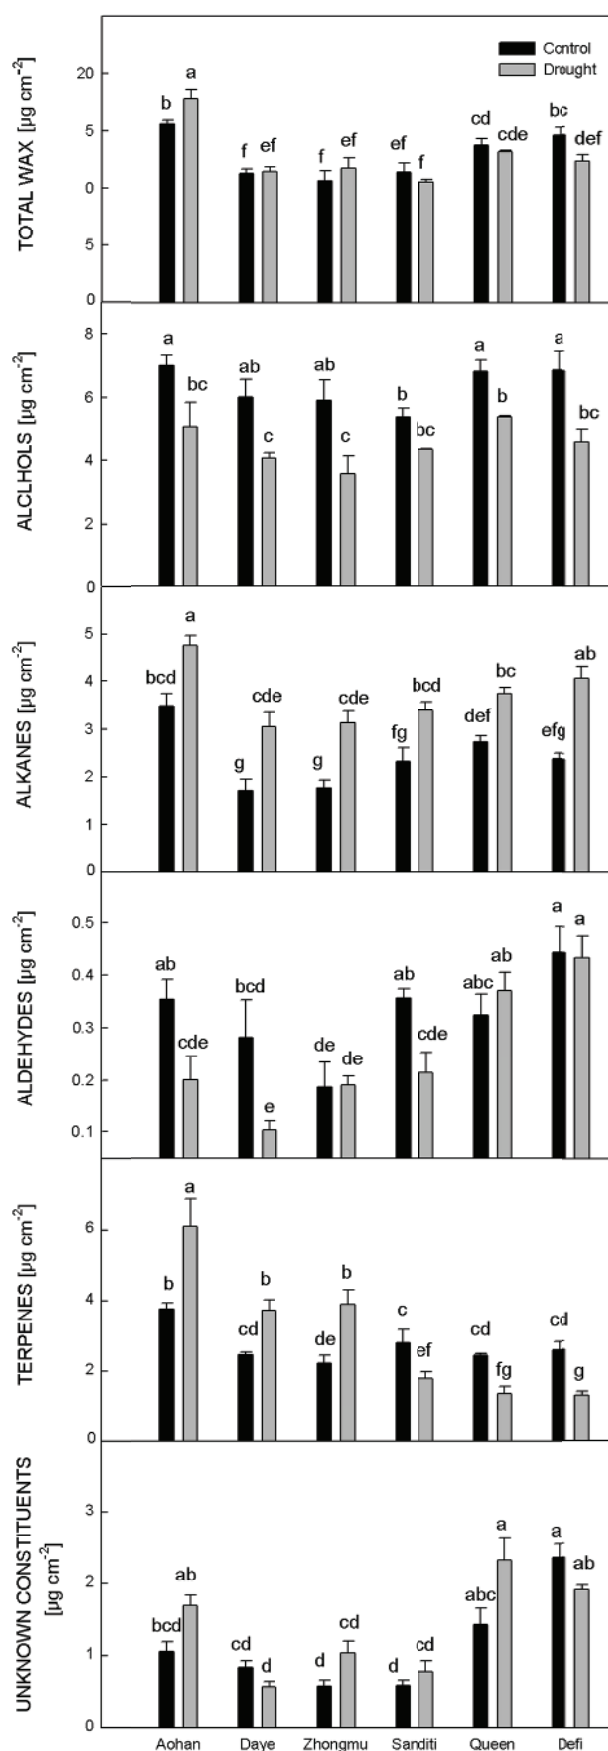 Control
Drought
TOTAL WAX [µg cm-2]
20
5
0
5
0
b a f ef f ef ef f cd cde bc def
ALCLHOLS [µg cm-2]
8
6
4
2
0
a bc ab c ab c b bc a b a bc
ALKANES [µg cm-2]
5
4
3
2
1
0
bcd a g cde g cde fg bcd def bc efg ab
ALDEHYDES [µg cm-2]
0.5
0.4
0.3
0.2
0.1
ab cde bcd e de de ab cde abc ab a a
TERPENES [µg cm-2]
6
4
2
0
b a cd b de b c ef cd fg cd g
UNKNOWN CONSTITUENTS
[µg cm-2]
3
2
1
0
bcd ab cd d d cd d cd abc a a ab
Aohan Daye Zhongmu Sanditi Queen Defi